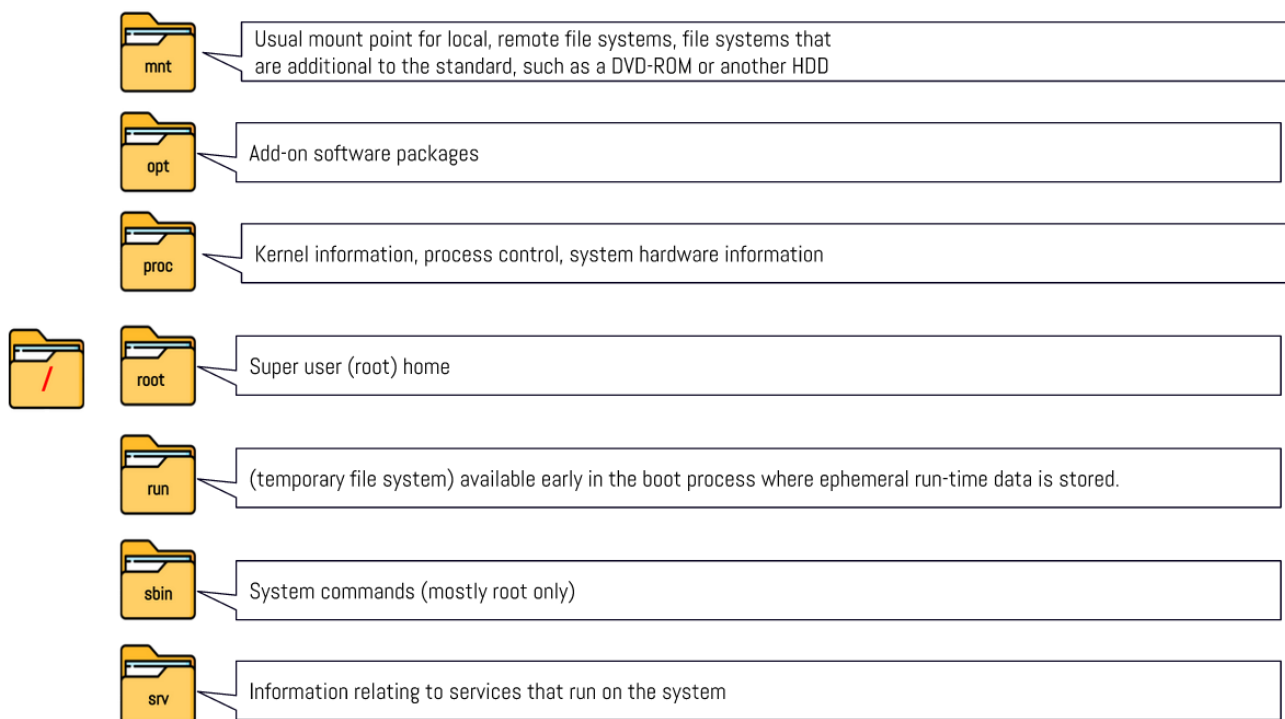 mnt
Usual mount point for local, remote file systems, file systems that
are additional to the standard, such as a DVD-ROM or another HDD
opt
Add-on software packages
proc
Kernel information, process control, system hardware information
/
root
Super user (root) home
run
(temporary file system) available early in the boot process where ephemeral run-time data is stored.
sbin
System commands (mostly root only)
srv
Information relating to services that run on the system